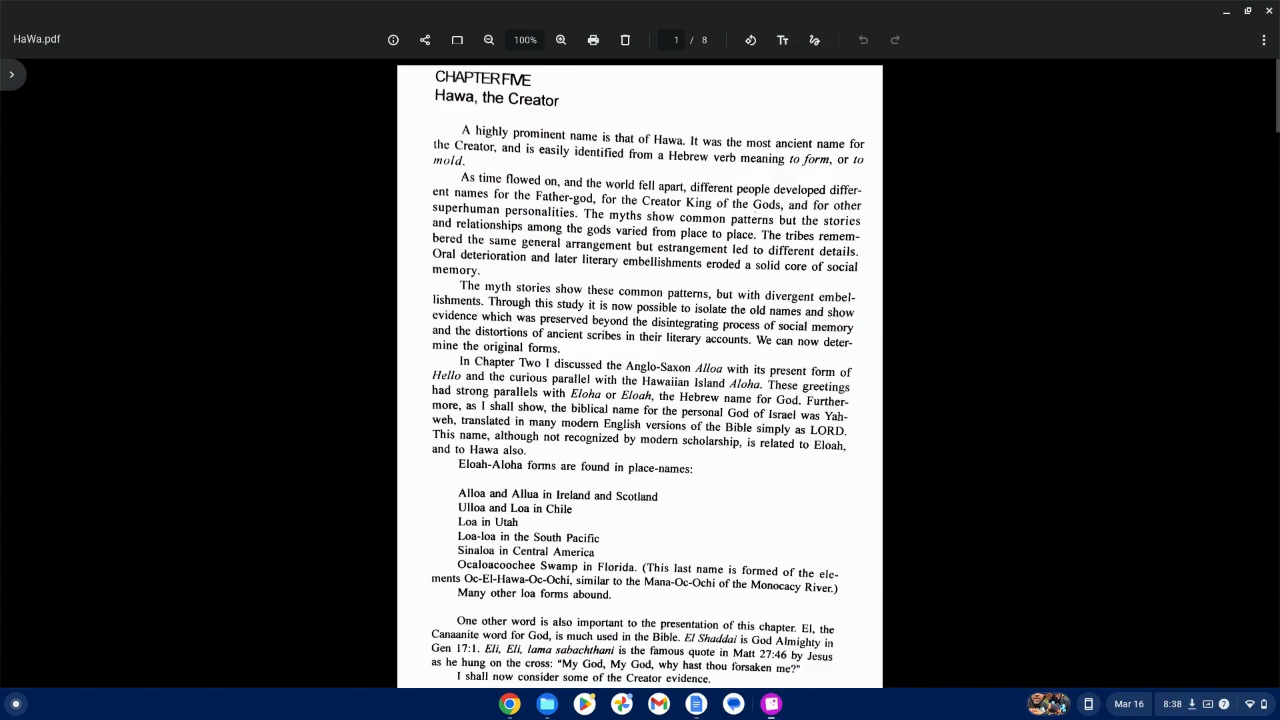 HaWa.pdf
100%
1 / 8
CHAPTER FIVE
Hawa, the Creator
A highly prominent name is that of Hawa. It was the most ancient name for
the Creator, and is easily identified from a Hebrew verb meaning to form, or to
mold.
As time flowed on, and the world fell apart, different people developed differ-
ent names for the Father-god, for the Creator King of the Gods, and for other
superhuman personalities. The myths show common patterns but the stories
and relationships among the gods varied from place to place. The tribes remem-
bered the same general arrangement but estrangement led to different details.
Oral deterioration and later literary embellishments eroded a solid core of social
memory.
The myth stories show these common patterns, but with divergent embel-
lishments. Through this study it is now possible to isolate the old names and show
evidence which was preserved beyond the disintegrating process of social memory
and the distortions of ancient scribes in their literary accounts. We can now deter-
mine the original forms.
In Chapter Two I discussed the Anglo-Saxon Alloa with its present form of
Hello and the curious parallel with the Hawaiian Island Aloha. These greetings
had strong parallels with Eloha or Eloah, the Hebrew name for God. Further-
more, as I shall show, the biblical name for the personal God of Israel was Yah-
weh, translated in many modern English versions of the Bible simply as LORD.
This name, although not recognized by modern scholarship, is related to Eloah,
and to Hawa also.
Eloah-Aloha forms are found in place-names:
Alloa and Allua in Ireland and Scotland
Ulloa and Loa in Chile
Loa in Utah
Loa-loa in the South Pacific
Sinaloa in Central America
Ocaloacoochee Swamp in Florida. (This last name is formed of the ele-
ments Oc-El-Hawa-Oc-Ochi, similar to the Mana-Oc-Ochi of the Monocacy River.)
Many other loa forms abound.
One other word is also important to the presentation of this chapter. El, the
Canaanite word for God, is much used in the Bible. El Shaddai is God Almighty in
Gen 17:1. Eli, Eli, lama sabachthani is the famous quote in Matt 27:46 by Jesus
as he hung on the cross: "My God, My God, why hast thou forsaken me?"
I shall now consider some of the Creator evidence.
Mar 16
8:38